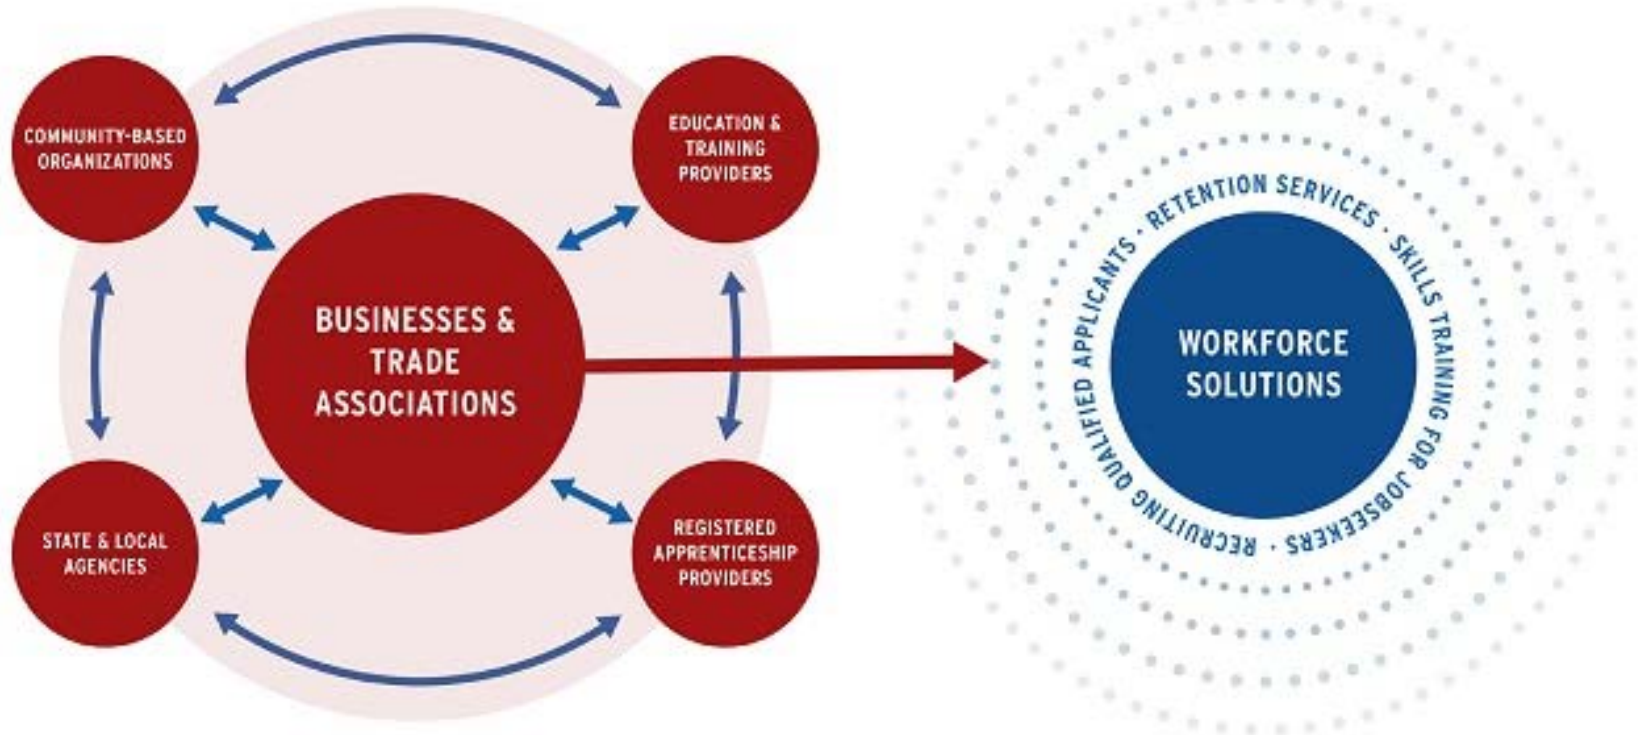 COMMUNITY-BASED
ORGANIZATIONS
EDUCATION &
TRAINING
PROVIDERS
BUSINESSES &
TRADE
ASSOCIATIONS
STATE & LOCAL
AGENCIES
REGISTERED
APPRENTICESHIP
PROVIDERS
RECRUITING QUALIFIED APPLICANTS · RETENTION SERVICES · SKILLS TRAINING FOR JOBSEEKERS ·
WORKFORCE
SOLUTIONS